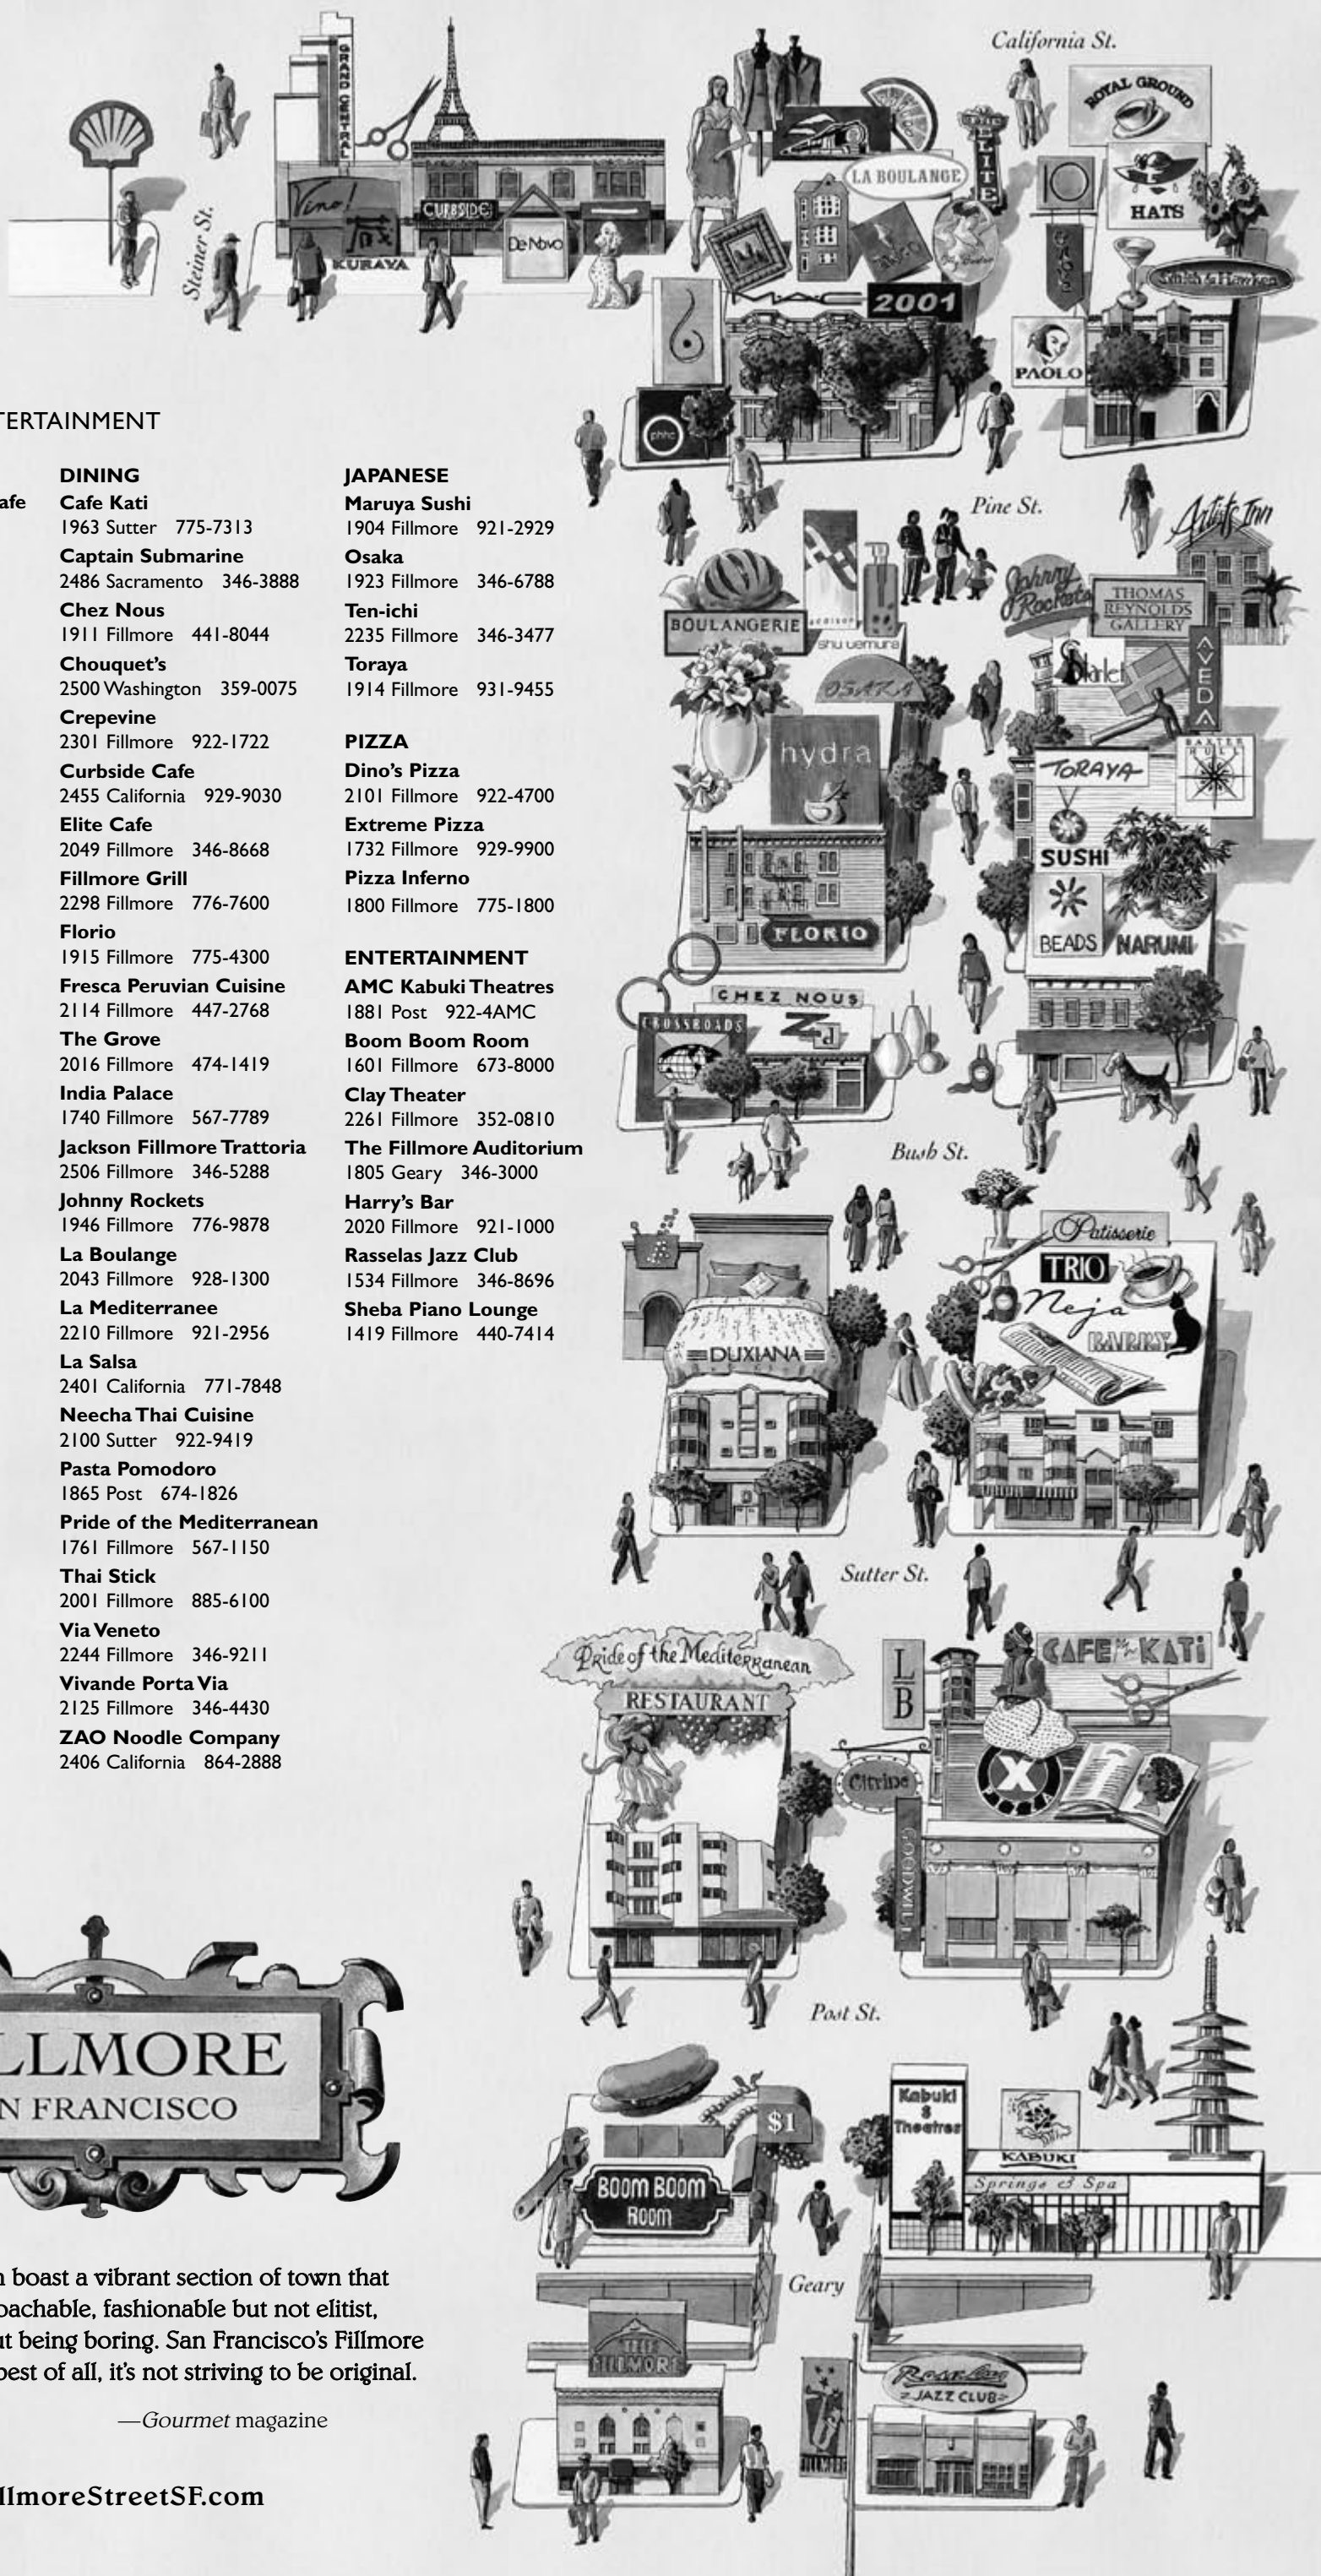 California St.
GRAND CENTRAL
ROYAL GROUND
LA BOULANGE
ELITE
HATS
Vino!
CURBSIDE
De Novo
KURAYA
Steiner St.
MAC
2001
Smith & Hawken
PAOLO
phhc
TERTAINMENT
afe
DINING
Cafe Kati
1963 Sutter 775-7313
Captain Submarine
2486 Sacramento 346-3888
Chez Nous
1911 Fillmore 441-8044
Chouquet's
2500 Washington 359-0075
Crepevine
2301 Fillmore 922-1722
Curbside Cafe
2455 California 929-9030
Elite Cafe
2049 Fillmore 346-8668
Fillmore Grill
2298 Fillmore 776-7600
Florio
1915 Fillmore 775-4300
Fresca Peruvian Cuisine
2114 Fillmore 447-2768
The Grove
2016 Fillmore 474-1419
India Palace
1740 Fillmore 567-7789
Jackson Fillmore Trattoria
2506 Fillmore 346-5288
Johnny Rockets
1946 Fillmore 776-9878
La Boulange
2043 Fillmore 928-1300
La Mediterranee
2210 Fillmore 921-2956
La Salsa
2401 California 771-7848
Neecha Thai Cuisine
2100 Sutter 922-9419
Pasta Pomodoro
1865 Post 674-1826
Pride of the Mediterranean
1761 Fillmore 567-1150
Thai Stick
2001 Fillmore 885-6100
Via Veneto
2244 Fillmore 346-9211
Vivande Porta Via
2125 Fillmore 346-4430
ZAO Noodle Company
2406 California 864-2888
JAPANESE
Maruya Sushi
1904 Fillmore 921-2929
Osaka
1923 Fillmore 346-6788
Ten-ichi
2235 Fillmore 346-3477
Toraya
1914 Fillmore 931-9455
PIZZA
Dino's Pizza
2101 Fillmore 922-4700
Extreme Pizza
1732 Fillmore 929-9900
Pizza Inferno
1800 Fillmore 775-1800
ENTERTAINMENT
AMC Kabuki Theatres
1881 Post 922-4AMC
Boom Boom Room
1601 Fillmore 673-8000
Clay Theater
2261 Fillmore 352-0810
The Fillmore Auditorium
1805 Geary 346-3000
Harry's Bar
2020 Fillmore 921-1000
Rasselas Jazz Club
1534 Fillmore 346-8696
Sheba Piano Lounge
1419 Fillmore 440-7414
Pine St.
Artists Inn
Johnny
Rockets
THOMAS
REYNOLDS
GALLERY
BOULANGERIE
shu uemura
Starlet
AVEDA
OSAKA
hydra
TORAYA
BAXTER
HULL
SUSHI
BEADS
NARUMI
FLORIO
CHEZ NOUS
CROSSROADS
Zd
Bush St.
Patisserie
TRIO
Neja
BARRY
DUXIANA
Sutter St.
Pride of the Mediterranean
RESTAURANT
L
B
CAFE KATI
X
PIZZA
Citrine
GOODWILL
Post St.
LLMORE
N FRANCISCO
$1
Kabuki
8
Theatres
KABUKI
Springs & Spa
BOOM BOOM
ROOM
Geary
THE
FILLMORE
Rasselas
JAZZ CLUB
FILLMORE
n boast a vibrant section of town that
oachable, fashionable but not elitist,
ut being boring. San Francisco's Fillmore
best of all, it's not striving to be original.
—Gourmet magazine
llmoreStreetSF.com